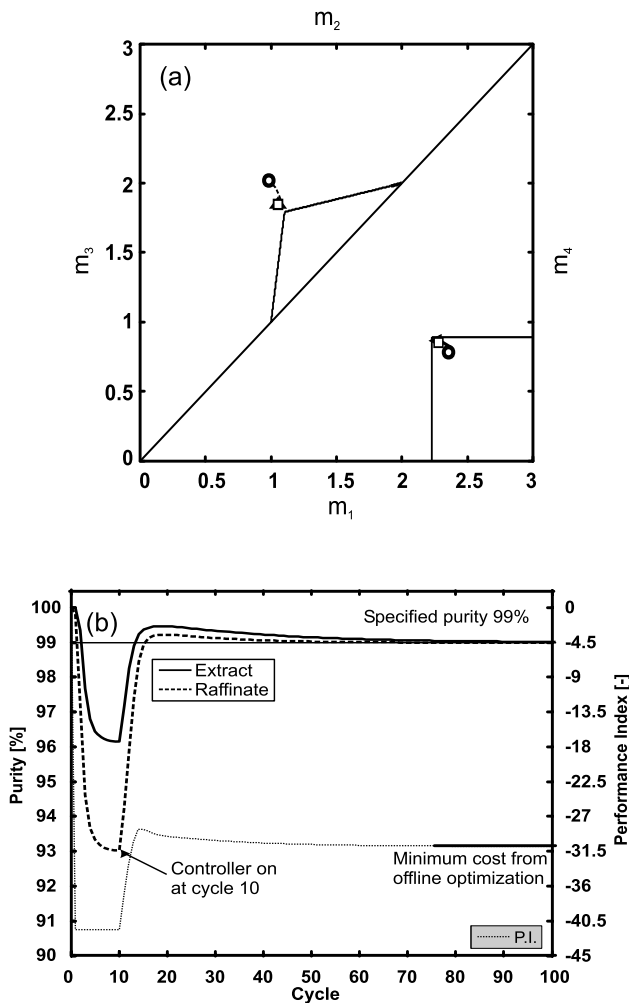 m2
3
(a)
2.5
2
m3
m4
1.5
1
0.5
0
0 0.5 1 1.5 2 2.5 3
m1
100
(b)
Specified purity 99%
0
99
-4.5
Extract
Raffinate
98
-9
97
-13.5
Purity [%]
Performance Index [-]
96
-18
95
-22.5
94
-27
93
-31.5
Controller on
at cycle 10
Minimum cost from
offline optimization
92
-36
91
-40.5
P.I.
90
-45
0 10 20 30 40 50 60 70 80 90 100
Cycle